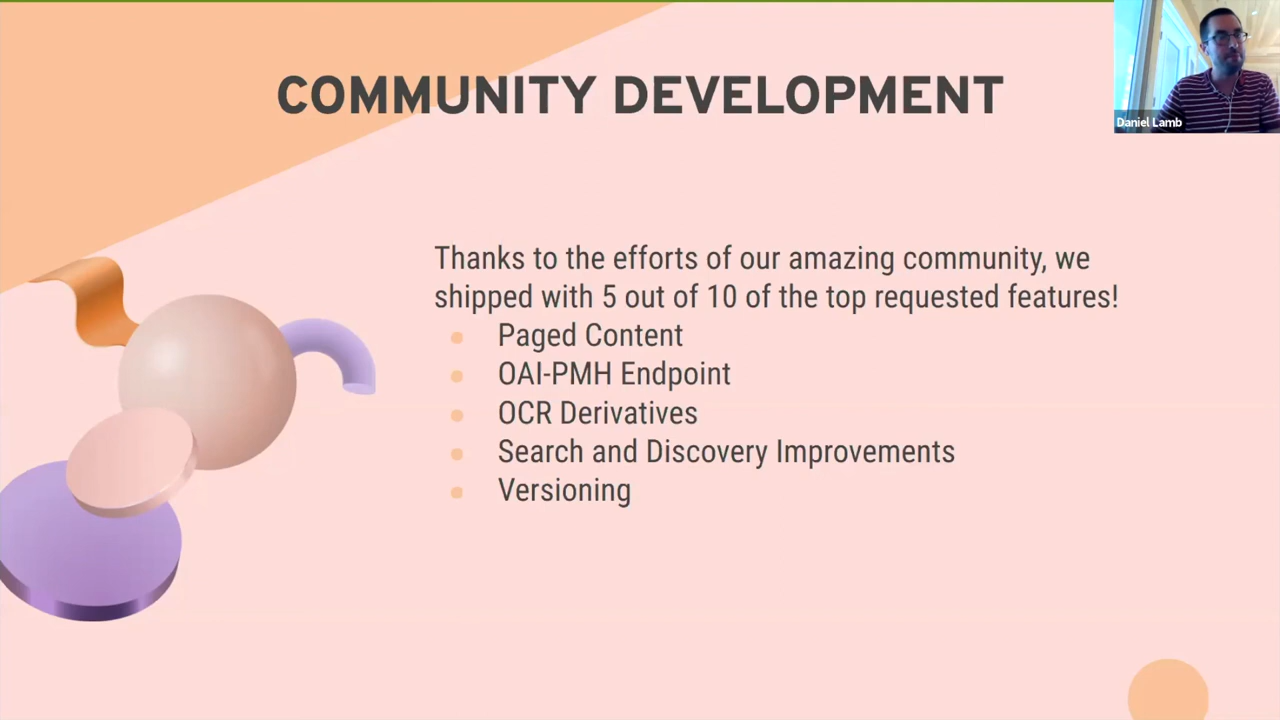 COMMUNITY DEVELOPMENT
Daniel Lamb
Thanks to the efforts of our amazing community, we
shipped with 5 out of 10 of the top requested features!
Paged Content
OAI-PMH Endpoint
OCR Derivatives
Search and Discovery Improvements
Versioning